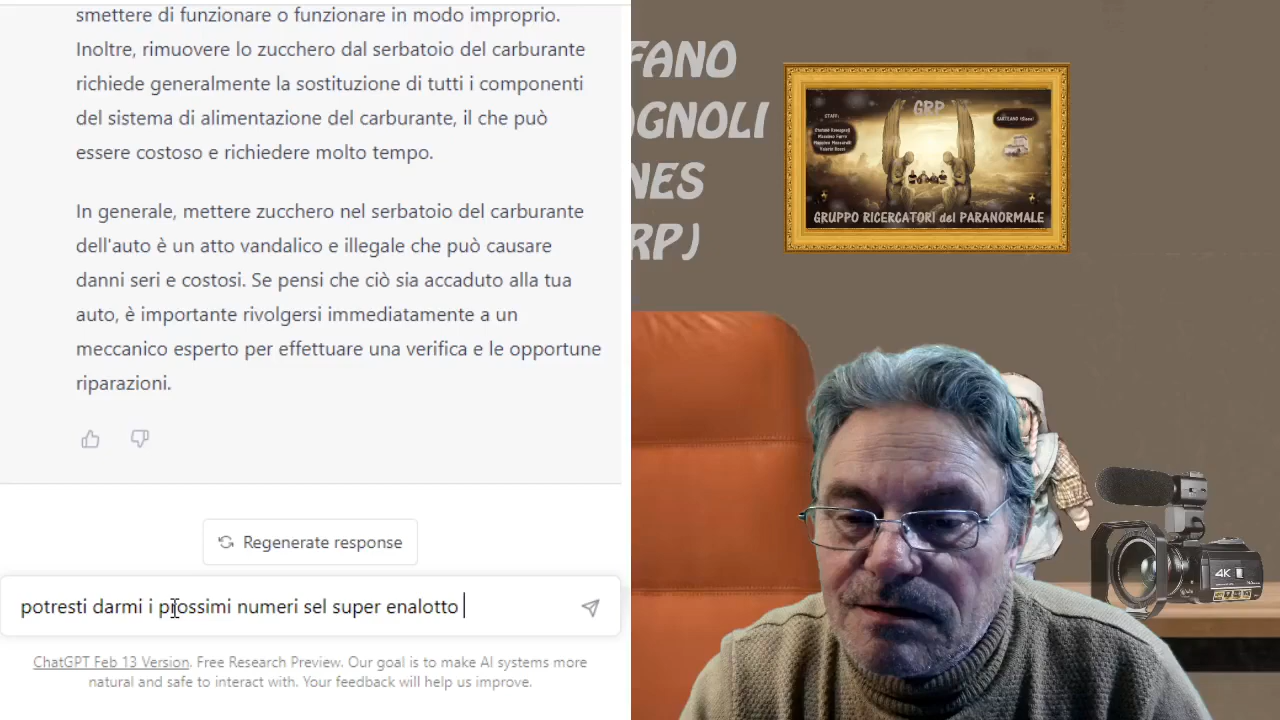 smettere di funzionare o funzionare in modo improprio.
Inoltre, rimuovere lo zucchero dal serbatoio del carburante
richiede generalmente la sostituzione di tutti i componenti
del sistema di alimentazione del carburante, il che può
essere costoso e richiedere molto tempo.
In generale, mettere zucchero nel serbatoio del carburante
dell'auto è un atto vandalico e illegale che può causare
danni seri e costosi. Se pensi che ciò sia accaduto alla tua
auto, è importante rivolgersi immediatamente a un
meccanico esperto per effettuare una verifica e le opportune
riparazioni.
Regenerate response
potresti darmi i prossimi numeri sel super enalotto
ChatGPT Feb 13 Version. Free Research Preview. Our goal is to make AI systems more
natural and safe to interact with. Your feedback will help us improve.
FANO
AGNOLI
NES
RP)
GRP
STAFF:
SARTEANO (Siena)
GRUPPO RICERCATORI del PARANORMALE
4K